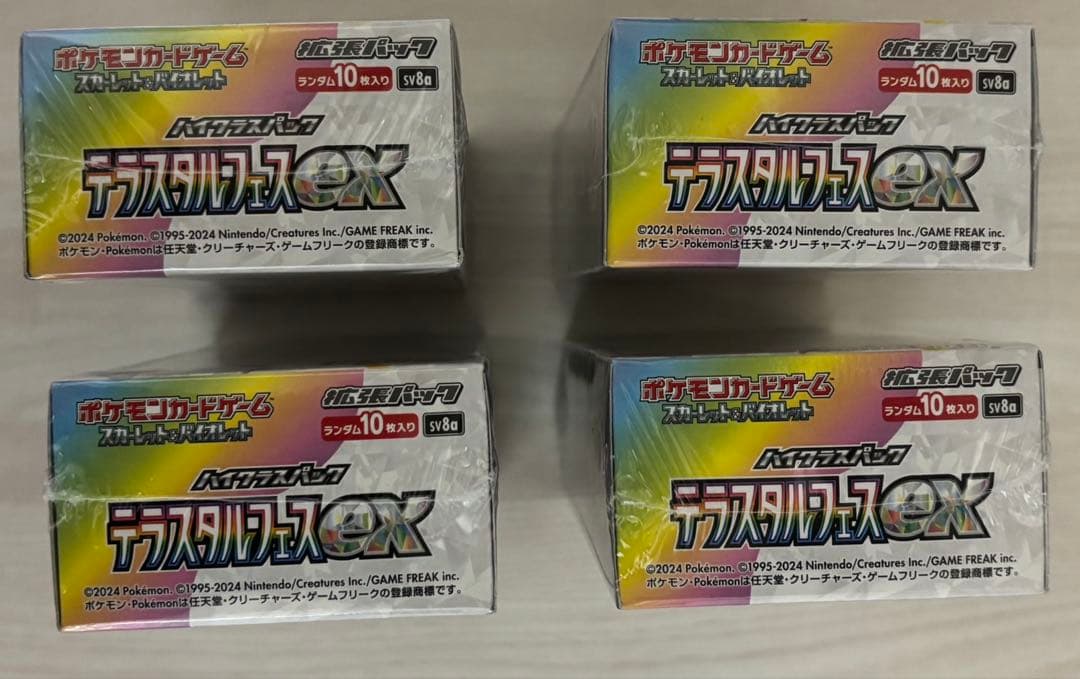 ポケモンカードゲーム 拡張パック
スカーレット&バイオレット ランダム10枚入り sv8a
ハイクラスパック
テラスタルフェスex
©2024 Pokémon. ©1995-2024 Nintendo/Creatures Inc./GAME FREAK inc.
ポケモン・Pokémonは任天堂・クリーチャーズ・ゲームフリークの登録商標です。
ポケモンカードゲーム 拡張パック
スカーレット&バイオレット ランダム10枚入り sv8a
ハイクラスパック
テラスタルフェスex
©2024 Pokémon. ©1995-2024 Nintendo/Creatures Inc./GAME FREAK inc.
ポケモン・Pokémonは任天堂・クリーチャーズ・ゲームフリークの登録商標です。
ポケモンカードゲーム 拡張パック
スカーレット&バイオレット ランダム10枚入り sv8a
ハイクラスパック
テラスタルフェスex
©2024 Pokémon. ©1995-2024 Nintendo/Creatures Inc./GAME FREAK inc.
ポケモン・Pokémonは任天堂・クリーチャーズ・ゲームフリークの登録商標です。
ポケモンカードゲーム 拡張パック
スカーレット&バイオレット ランダム10枚入り sv8a
ハイクラスパック
テラスタルフェスex
©2024 Pokémon. ©1995-2024 Nintendo/Creatures Inc./GAME FREAK inc.
ポケモン・Pokémonは任天堂・クリーチャーズ・ゲームフリークの登録商標です。